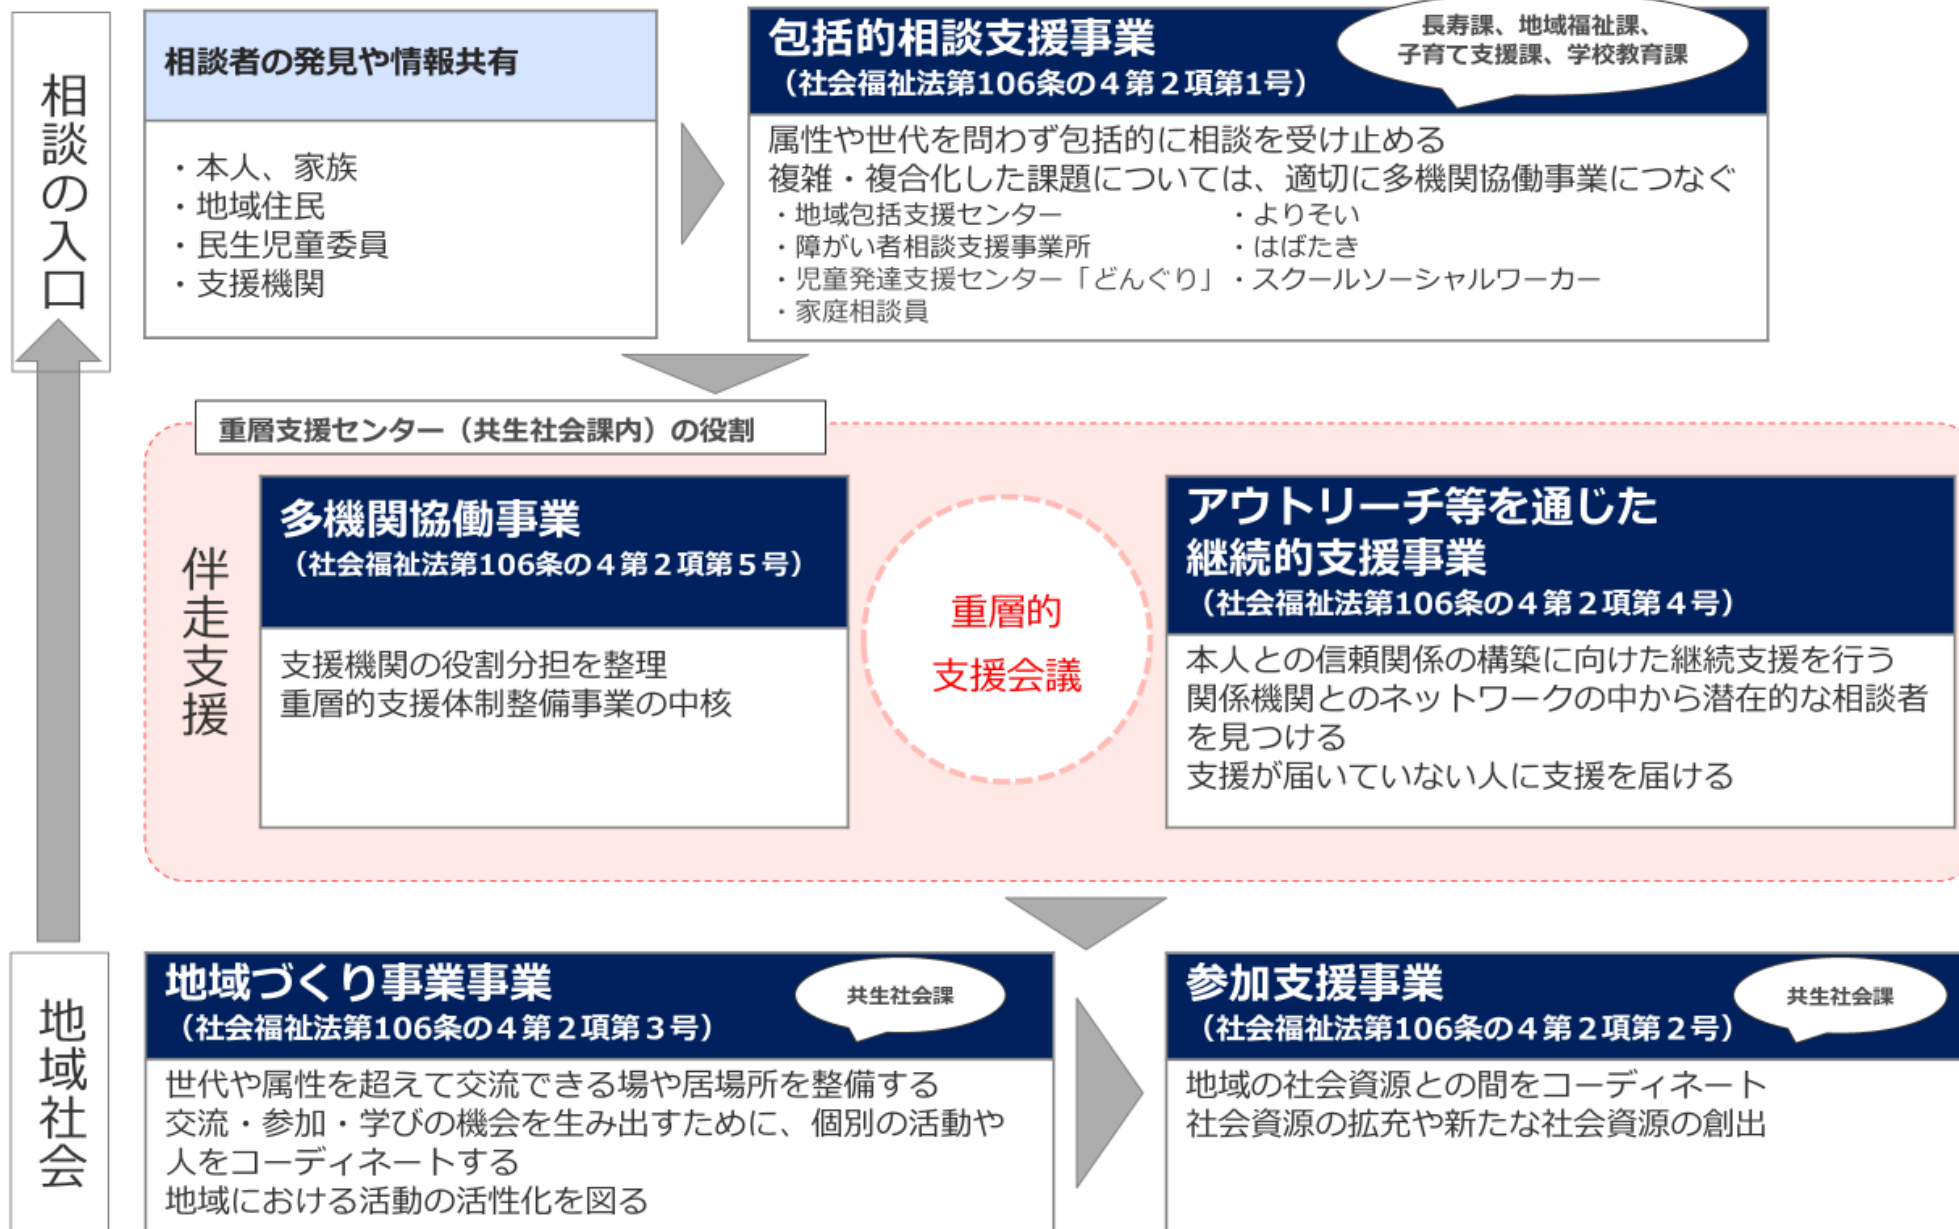 相談の入口
相談者の発見や情報共有
・本人、家族
・地域住民
・民生児童委員
・支援機関
包括的相談支援事業
（社会福祉法第106条の４第２項第1号）
長寿課、地域福祉課、
子育て支援課、学校教育課
属性や世代を問わず包括的に相談を受け止める
複雑・複合化した課題については、適切に多機関協働事業につなぐ
・地域包括支援センター
・障がい者相談支援事業所
・児童発達支援センター「どんぐり」
・家庭相談員
・よりそい
・はばたき
・スクールソーシャルワーカー
重層支援センター（共生社会課内）の役割
伴走支援
多機関協働事業
（社会福祉法第106条の４第２項第５号）
支援機関の役割分担を整理
重層的支援体制整備事業の中核
重層的
支援会議
アウトリーチ等を通じた
継続的支援事業
（社会福祉法第106条の４第２項第４号）
本人との信頼関係の構築に向けた継続支援を行う
関係機関とのネットワークの中から潜在的な相談者
を見つける
支援が届いていない人に支援を届ける
地域社会
地域づくり事業事業
（社会福祉法第106条の４第２項第３号）
共生社会課
世代や属性を超えて交流できる場や居場所を整備する
交流・参加・学びの機会を生み出すために、個別の活動や
人をコーディネートする
地域における活動の活性化を図る
参加支援事業
（社会福祉法第106条の４第２項第２号）
共生社会課
地域の社会資源との間をコーディネート
社会資源の拡充や新たな社会資源の創出